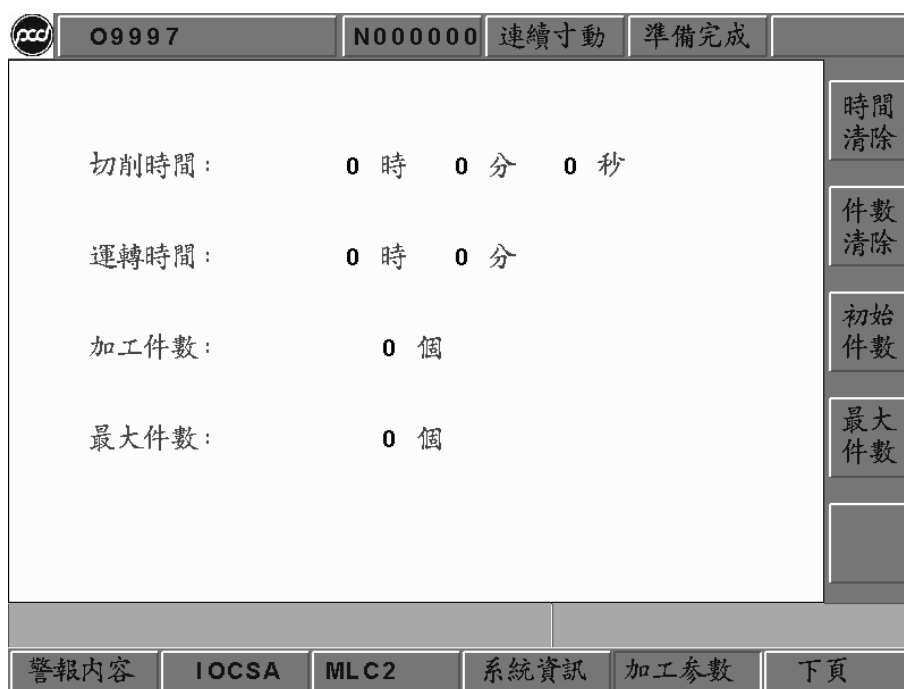 pcd O9997 N000000 連續寸動 準備完成
時間
清除
切削時間: 0 時 0 分 0 秒
件數
清除
運轉時間: 0 時 0 分
初始
件數
加工件數: 0 個
最大
件數
最大件數: 0 個
警報內容 IOCSA MLC2 系統資訊 加工參數 下頁